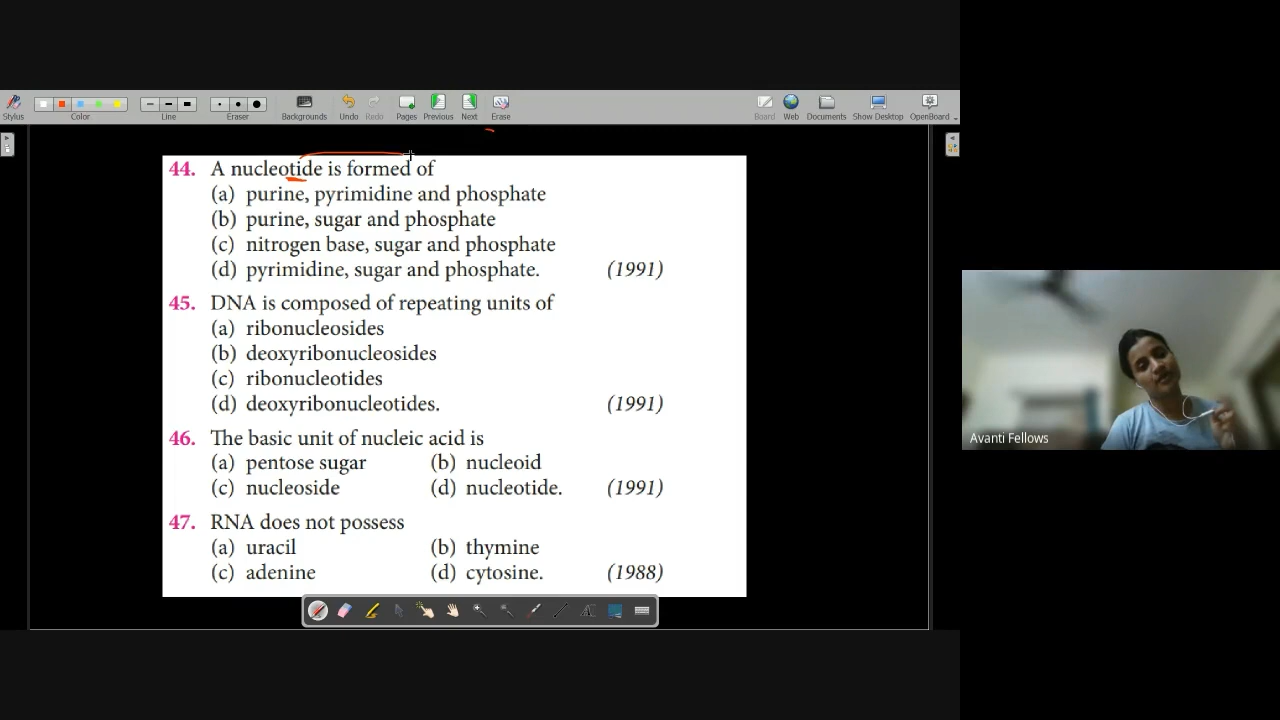 Stylus
Color
Line
Eraser
Backgrounds
Undo
Redo
Pages
Previous
Next
Erase
Board
Web
Documents
Show Desktop
OpenBoard
44. A nucleotide is formed of
(a) purine, pyrimidine and phosphate
(b) purine, sugar and phosphate
(c) nitrogen base, sugar and phosphate
(d) pyrimidine, sugar and phosphate. (1991)
45. DNA is composed of repeating units of
(a) ribonucleosides
(b) deoxyribonucleosides
(c) ribonucleotides
(d) deoxyribonucleotides. (1991)
46. The basic unit of nucleic acid is
(a) pentose sugar (b) nucleoid
(c) nucleoside (d) nucleotide. (1991)
47. RNA does not possess
(a) uracil (b) thymine
(c) adenine (d) cytosine. (1988)
Avanti Fellows